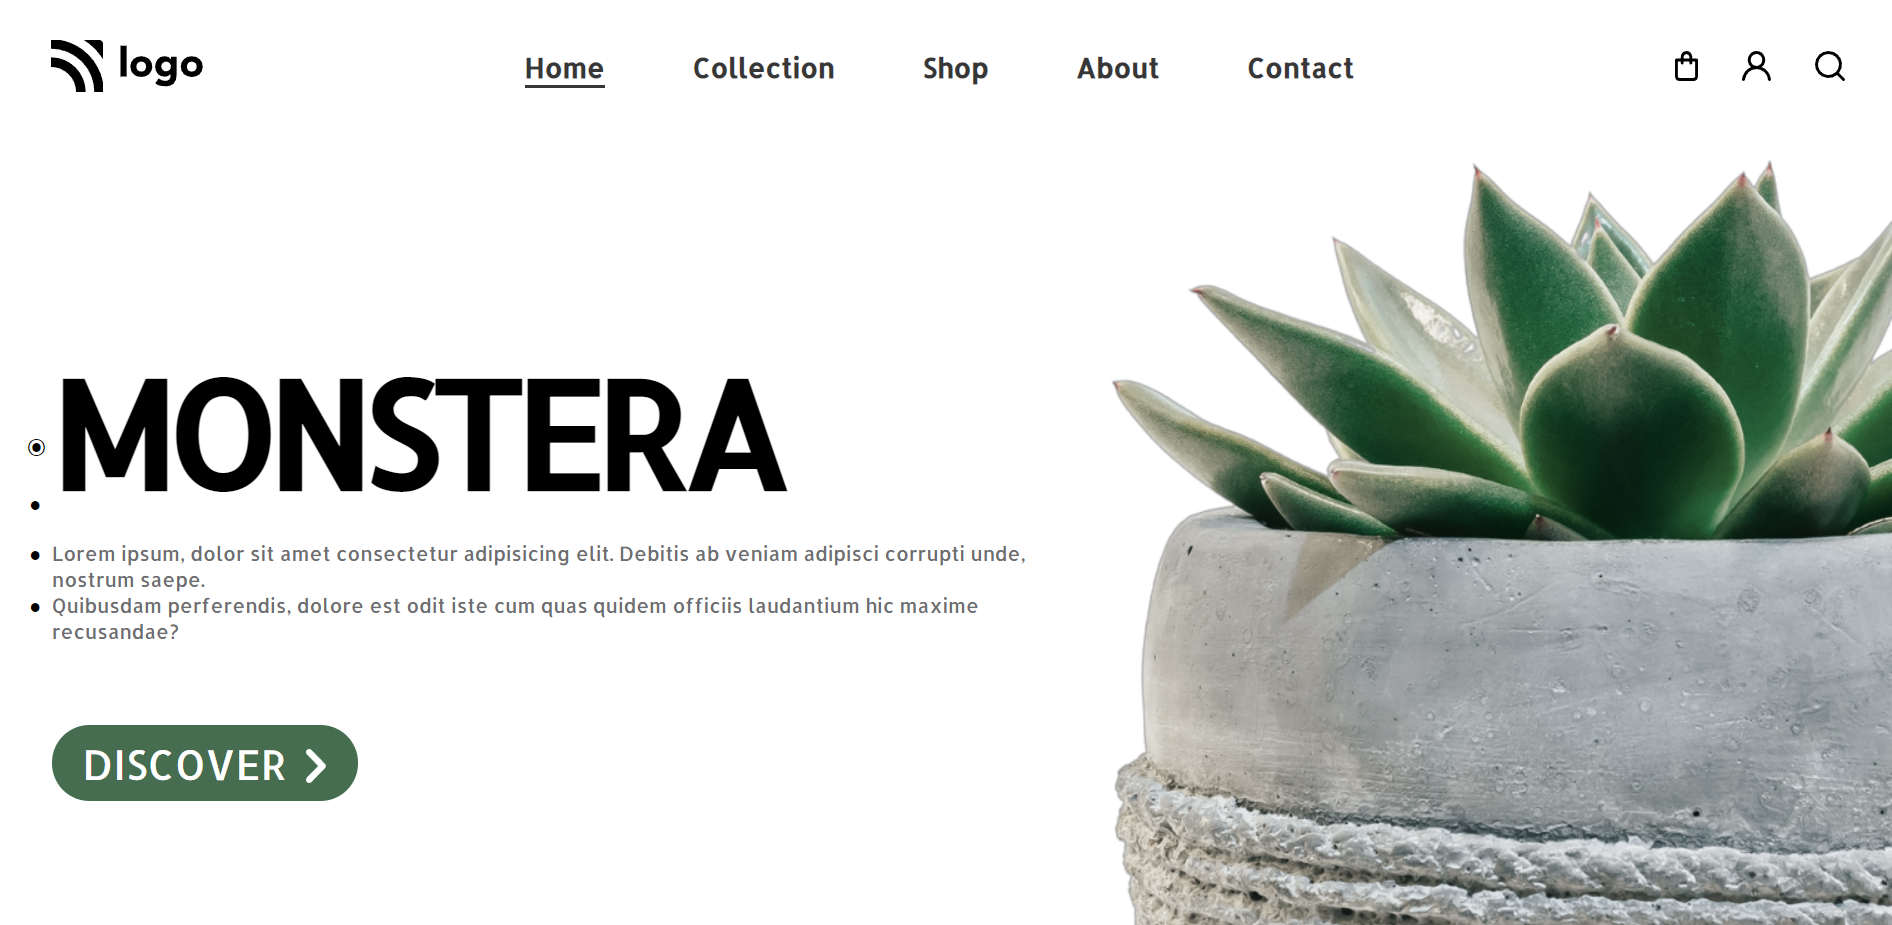 logo
Home Collection Shop About Contact
MONSTERA
Lorem ipsum, dolor sit amet consectetur adipisicing elit. Debitis ab veniam adipisci corrupti unde,
nostrum saepe.
Quibusdam perferendis, dolore est odit iste cum quas quidem officiis laudantium hic maxime
recusandae?
DISCOVER